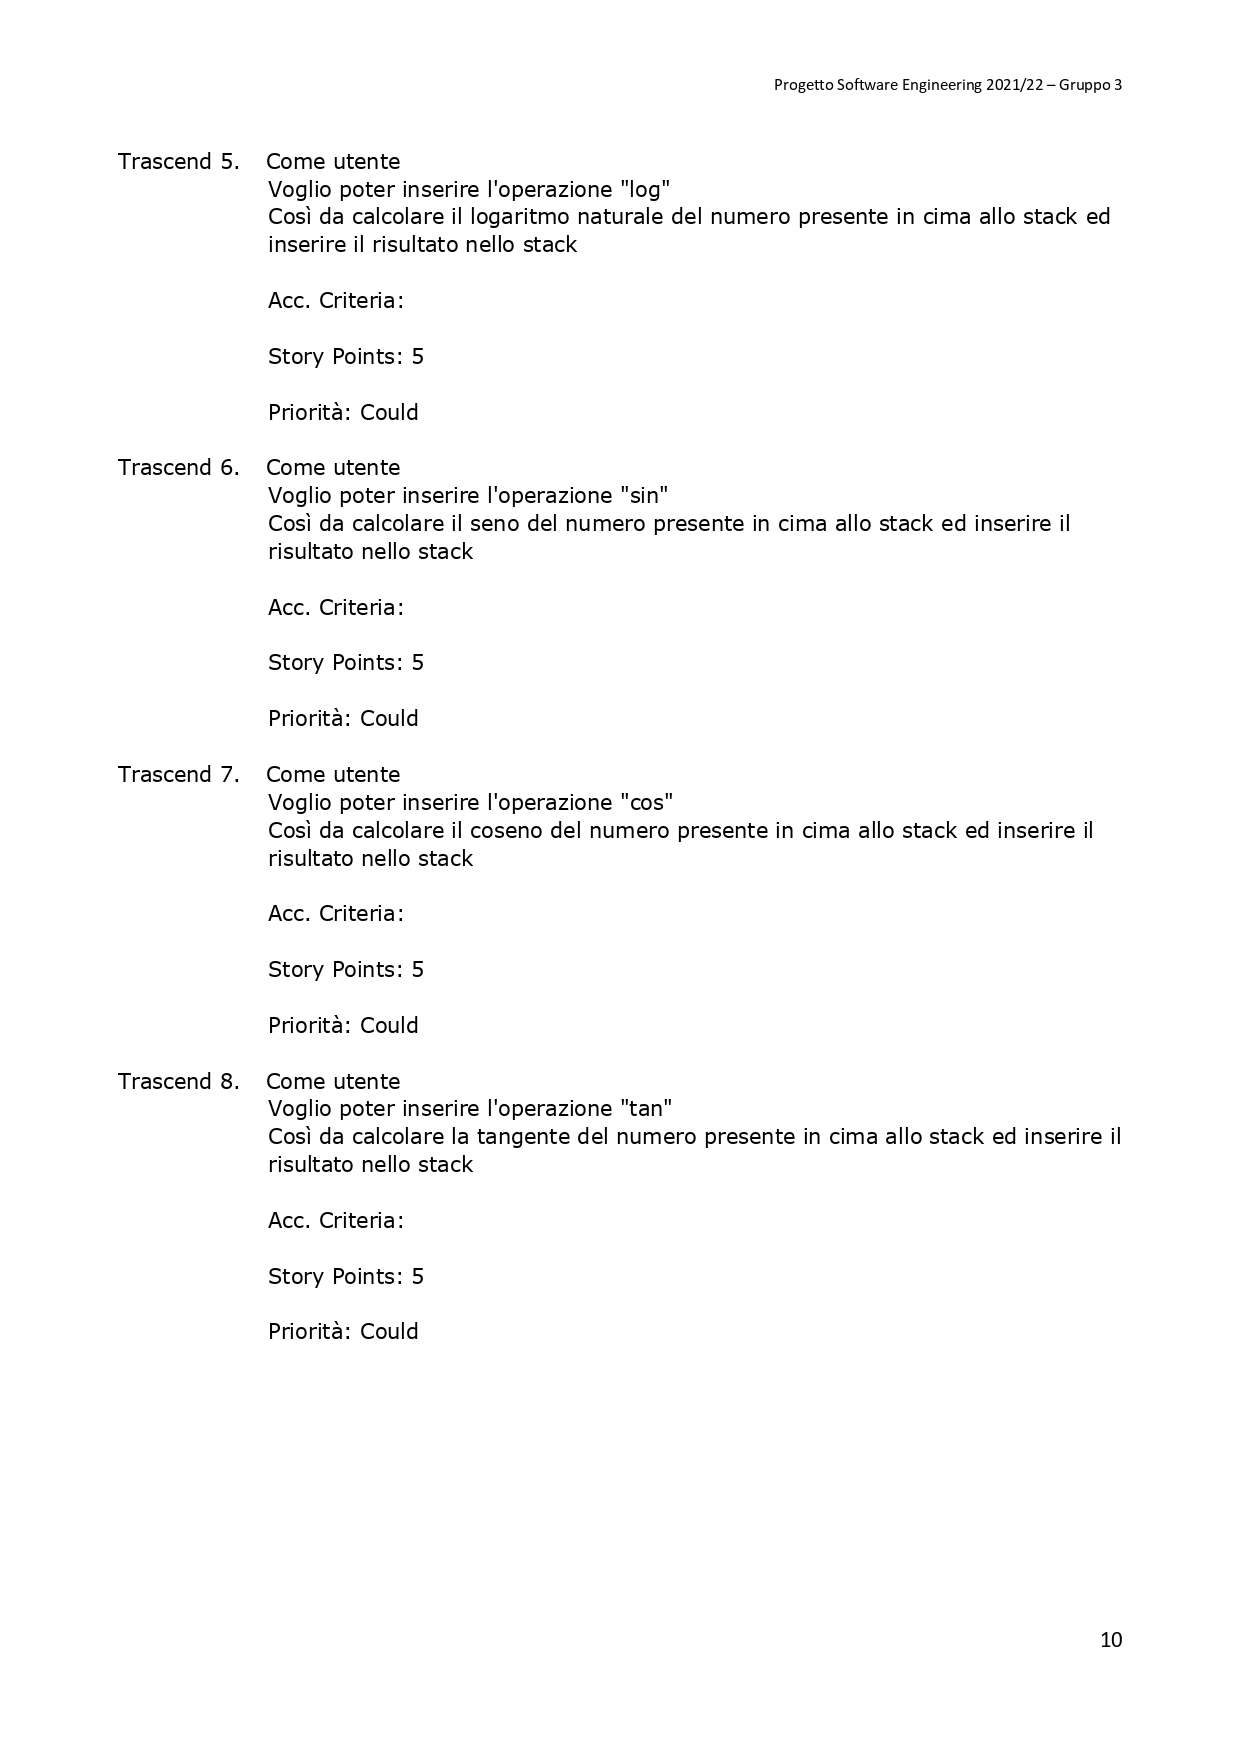 Progetto Software Engineering 2021/22 – Gruppo 3
Trascend 5. Come utente
Voglio poter inserire l'operazione "log"
Così da calcolare il logaritmo naturale del numero presente in cima allo stack ed
inserire il risultato nello stack
Acc. Criteria:
Story Points: 5
Priorità: Could
Trascend 6. Come utente
Voglio poter inserire l'operazione "sin"
Così da calcolare il seno del numero presente in cima allo stack ed inserire il
risultato nello stack
Acc. Criteria:
Story Points: 5
Priorità: Could
Trascend 7. Come utente
Voglio poter inserire l'operazione "cos"
Così da calcolare il coseno del numero presente in cima allo stack ed inserire il
risultato nello stack
Acc. Criteria:
Story Points: 5
Priorità: Could
Trascend 8. Come utente
Voglio poter inserire l'operazione "tan"
Così da calcolare la tangente del numero presente in cima allo stack ed inserire il
risultato nello stack
Acc. Criteria:
Story Points: 5
Priorità: Could
10